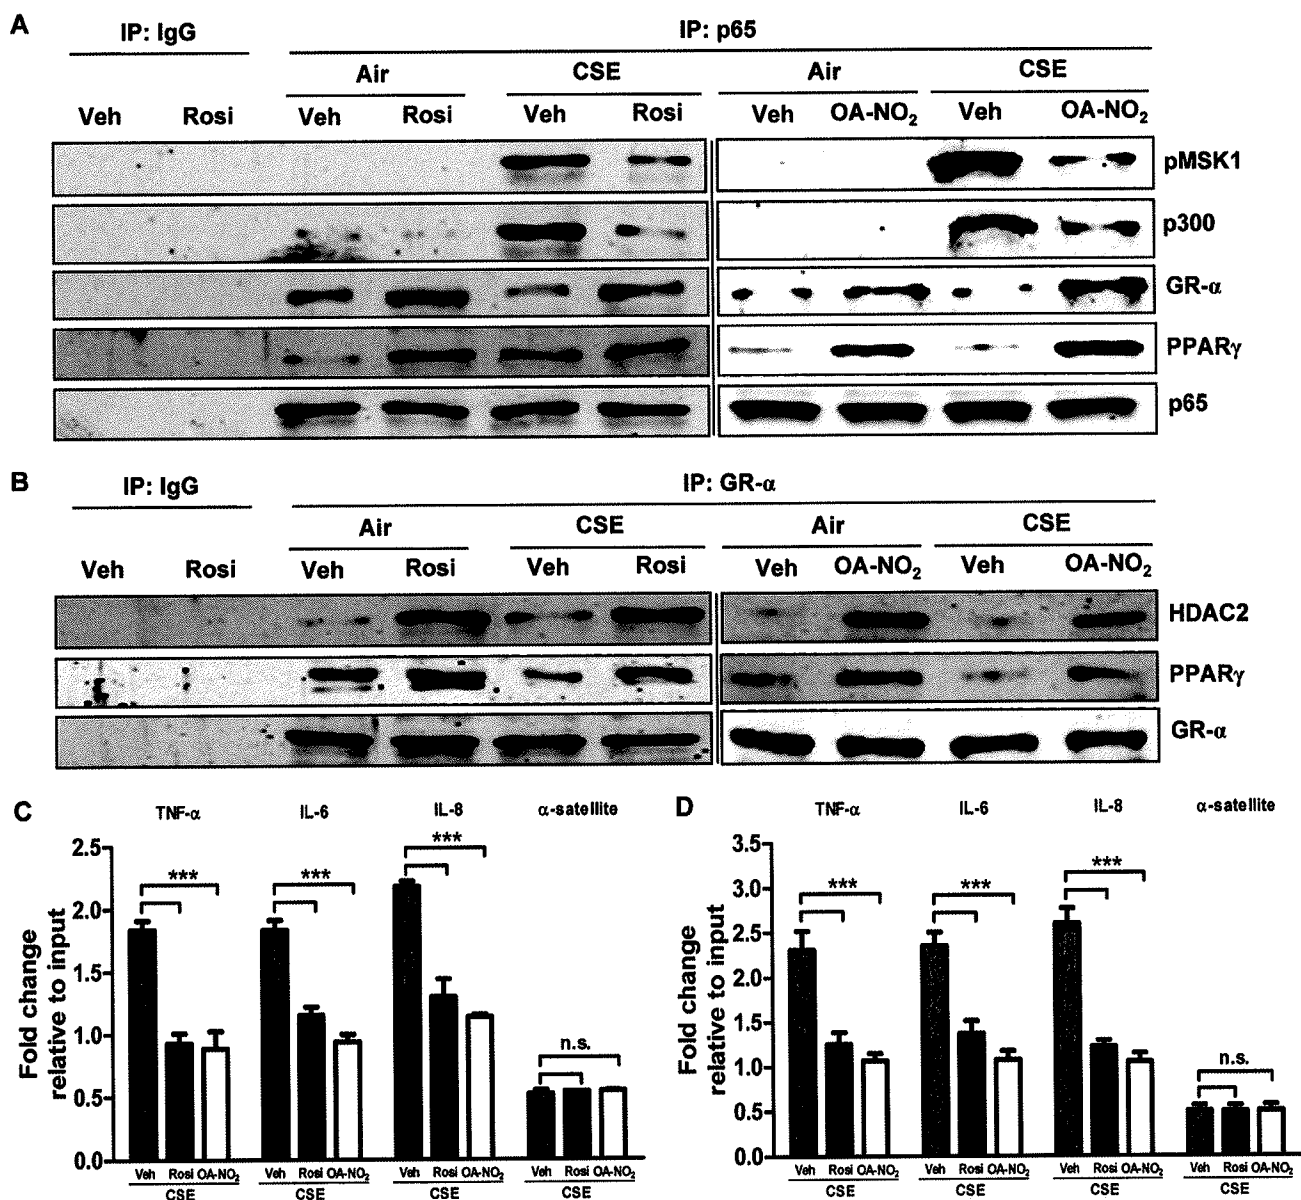 A
IP: IgG IP: p65
Air CSE Air CSE
Veh Rosi Veh Rosi Veh Rosi Veh OA-NO₂ Veh OA-NO₂
pMSK1
p300
GR-α
PPARγ
p65
B
IP: IgG IP: GR-α
Air CSE Air CSE
Veh Rosi Veh Rosi Veh Rosi Veh OA-NO₂ Veh OA-NO₂
HDAC2
PPARγ
GR-α
C
TNF-α IL-6 IL-8 α-satellite
Fold change
relative to input
2.5
2.0
1.5
1.0
0.5
0.0
*** *** *** n.s.
Veh Rosi OA-NO₂ Veh Rosi OA-NO₂ Veh Rosi OA-NO₂ Veh Rosi OA-NO₂
CSE CSE CSE CSE
D
TNF-α IL-6 IL-8 α-satellite
Fold change
relative to input
3.5
3.0
2.5
2.0
1.5
1.0
0.5
0.0
*** *** *** n.s.
Veh Rosi OA-NO₂ Veh Rosi OA-NO₂ Veh Rosi OA-NO₂ Veh Rosi OA-NO₂
CSE CSE CSE CSE